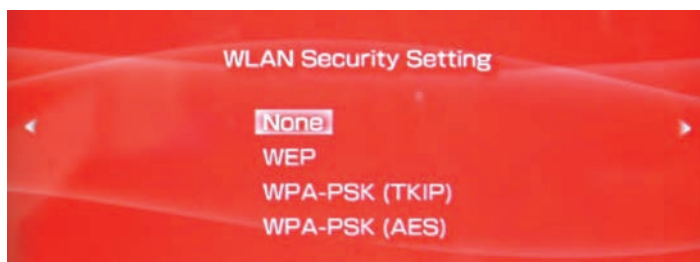 WLAN Security Setting
None
WEP
WPA-PSK (TKIP)
WPA-PSK (AES)